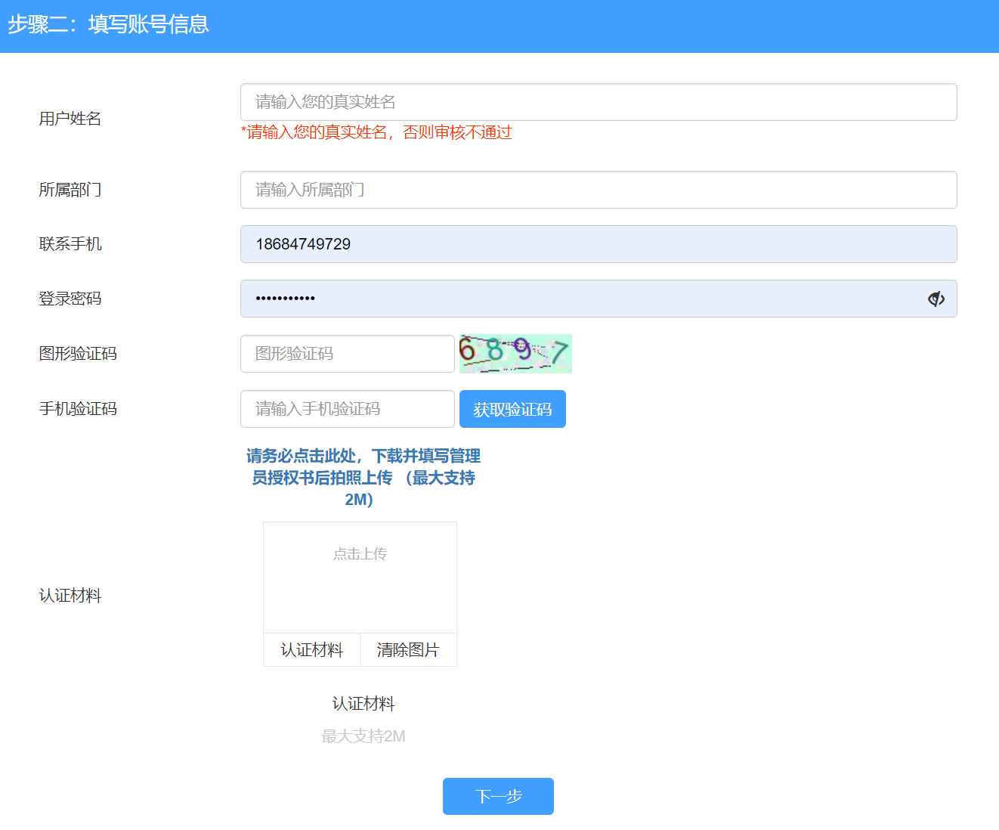 步骤二：填写账号信息
用户姓名
请输入您的真实姓名
*请输入您的真实姓名，否则审核不通过
所属部门
请输入所属部门
联系手机
18684749729
登录密码
•••••••••••
图形验证码
图形验证码
6897
手机验证码
请输入手机验证码
获取验证码
请务必点击此处，下载并填写管理
员授权书后拍照上传 （最大支持
2M）
认证材料
点击上传
认证材料
清除图片
认证材料
最大支持2M
下一步